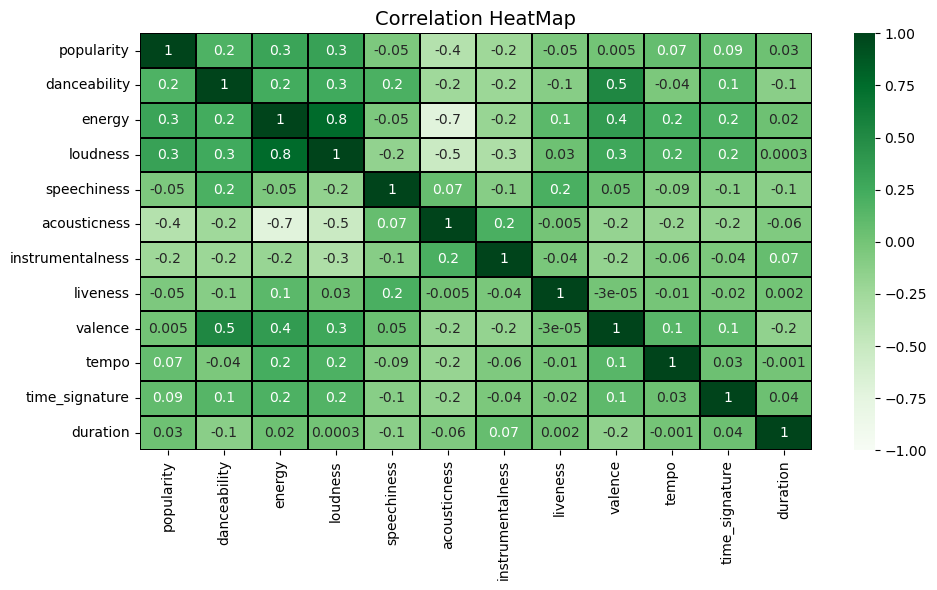 Correlation HeatMap
popularity 1 0.2 0.3 0.3 -0.05 -0.4 -0.2 -0.05 0.005 0.07 0.09 0.03
danceability 0.2 1 0.2 0.3 0.2 -0.2 -0.2 -0.1 0.5 -0.04 0.1 -0.1
energy 0.3 0.2 1 0.8 -0.05 -0.7 -0.2 0.1 0.4 0.2 0.2 0.02
loudness 0.3 0.3 0.8 1 -0.2 -0.5 -0.3 0.03 0.3 0.2 0.2 0.0003
speechiness -0.05 0.2 -0.05 -0.2 1 0.07 -0.1 0.2 0.05 -0.09 -0.1 -0.1
acousticness -0.4 -0.2 -0.7 -0.5 0.07 1 0.2 -0.005 -0.2 -0.2 -0.2 -0.06
instrumentalness -0.2 -0.2 -0.2 -0.3 -0.1 0.2 1 -0.04 -0.2 -0.06 -0.04 0.07
liveness -0.05 -0.1 0.1 0.03 0.2 -0.005 -0.04 1 -3e-05 -0.01 -0.02 0.002
valence 0.005 0.5 0.4 0.3 0.05 -0.2 -0.2 -3e-05 1 0.1 0.1 -0.2
tempo 0.07 -0.04 0.2 0.2 -0.09 -0.2 -0.06 -0.01 0.1 1 0.03 -0.001
time_signature 0.09 0.1 0.2 0.2 -0.1 -0.2 -0.04 -0.02 0.1 0.03 1 0.04
duration 0.03 -0.1 0.02 0.0003 -0.1 -0.06 0.07 0.002 -0.2 -0.001 0.04 1
popularity
danceability
energy
loudness
speechiness
acousticness
instrumentalness
liveness
valence
tempo
time_signature
duration
1.00
0.75
0.50
0.25
0.00
−0.25
−0.50
−0.75
−1.00